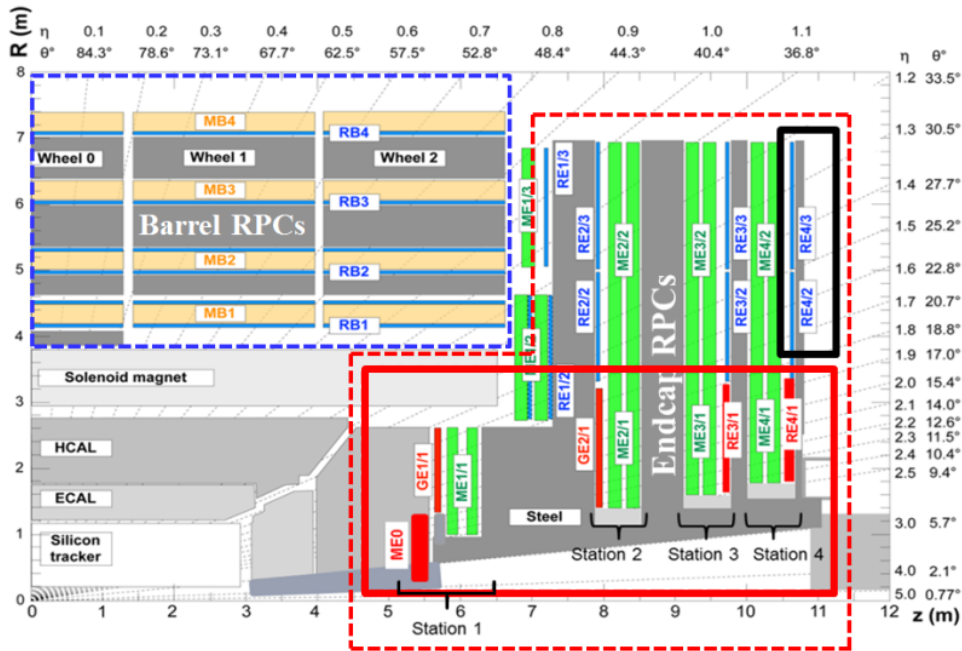 R (m)
η 0.1 0.2 0.3 0.4 0.5 0.6 0.7 0.8 0.9 1.0 1.1
θ° 84.3° 78.6° 73.1° 67.7° 62.5° 57.5° 52.8° 48.4° 44.3° 40.4° 36.8° η θ°
8 1.2 33.5°
MB4
RB4
7 1.3 30.5°
Wheel 0 Wheel 1 Wheel 2
ME1/3 RE1/3
MB3 1.4 27.7°
6 RB3
Barrel RPCs
RE2/3 ME2/2 ME3/2 RE3/3 ME4/2 RE4/3
1.5 25.2°
MB2
5 RB2 1.6 22.8°
RE2/2 Endcap RPCs RE3/2 RE4/2
MB1 1.7 20.7°
RB1 1.8 18.8°
4
ME1/2 RE1/2
1.9 17.0°
Solenoid magnet 2.0 15.4°
3 2.1 14.0°
2.2 12.6°
HCAL 2.3 11.5°
GE1/1 ME1/1 GE2/1 ME2/1 ME3/1 RE3/1 ME4/1 RE4/1
2 2.4 10.4°
ECAL 2.5 9.4°
Steel
1 3.0 5.7°
Silicon
tracker
ME0
Station 2 Station 3 Station 4
4.0 2.1°
0 5.0 0.77°
0 1 2 3 4 5 6 7 8 9 10 11 12 z (m)
Station 1